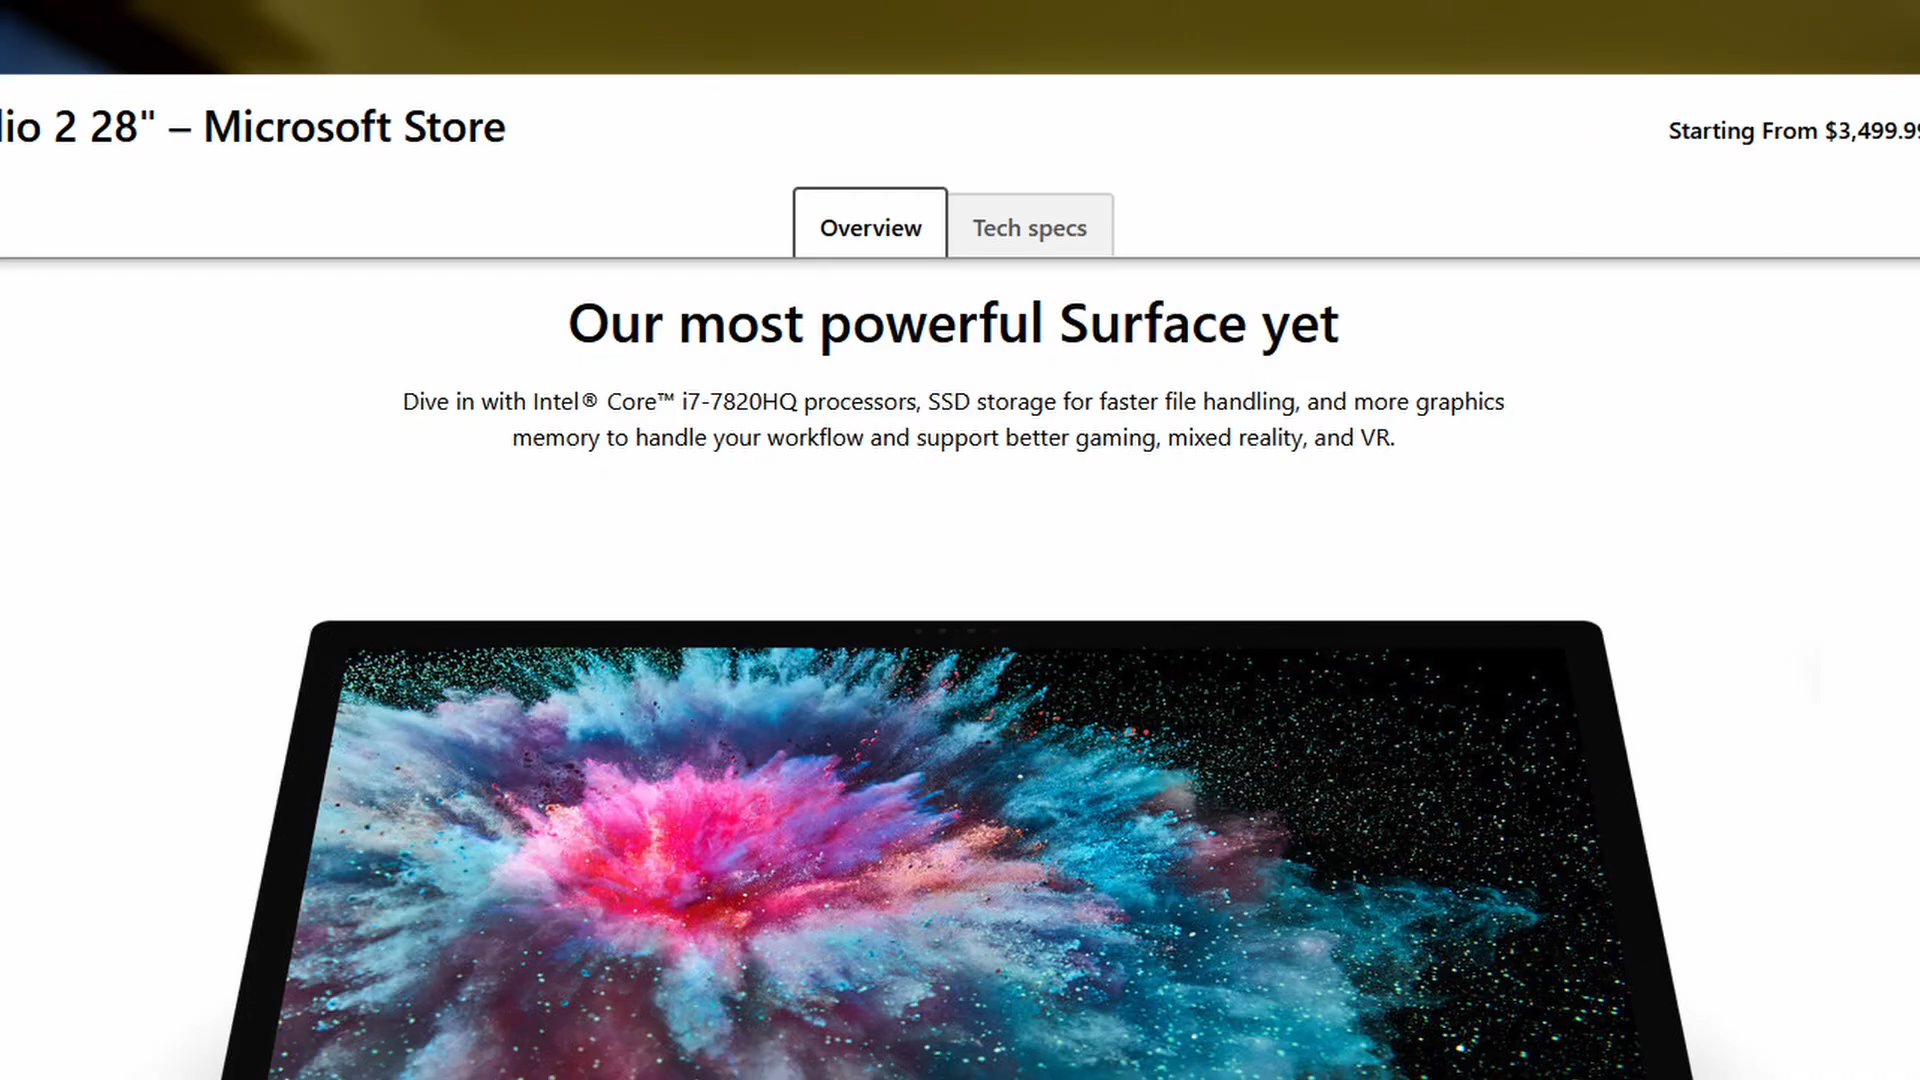 dio 2 28" – Microsoft Store
Starting From $3,499.99
Overview
Tech specs
Our most powerful Surface yet
Dive in with Intel® Core™ i7-7820HQ processors, SSD storage for faster file handling, and more graphics
memory to handle your workflow and support better gaming, mixed reality, and VR.